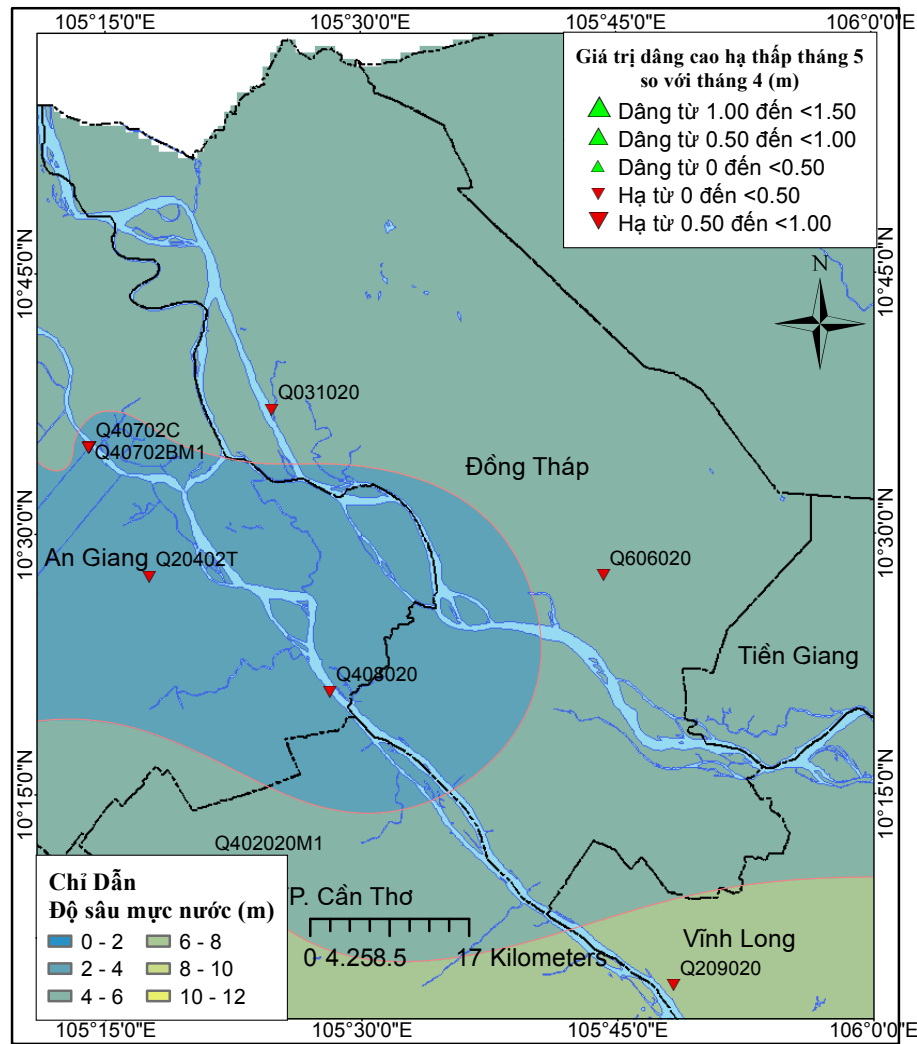 105°15'0"E
105°30'0"E
105°45'0"E
106°0'0"E
Giá trị dâng cao hạ thấp tháng 5
so với tháng 4 (m)
Dâng từ 1.00 đến <1.50
Dâng từ 0.50 đến <1.00
Dâng từ 0 đến <0.50
Hạ từ 0 đến <0.50
Hạ từ 0.50 đến <1.00
N
10°45'0"N
10°45'0"N
Q031020
Q40702C
Q40702BM1
Đồng Tháp
10°30'0"N
10°30'0"N
An Giang
Q20402T
Q606020
Tiền Giang
Q408020
10°15'0"N
10°15'0"N
Q402020M1
P. Cần Thơ
Chỉ Dẫn
Độ sâu mực nước (m)
0 - 2
2 - 4
4 - 6
6 - 8
8 - 10
10 - 12
0 4.258.5 17 Kilometers
Vĩnh Long
Q209020
105°15'0"E
105°30'0"E
105°45'0"E
106°0'0"E